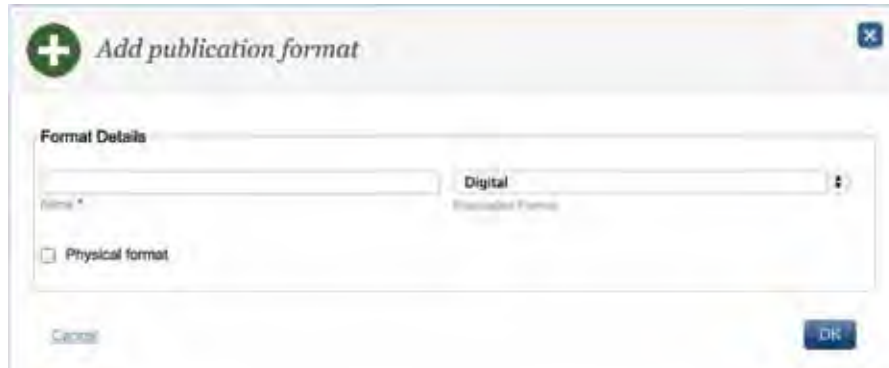 Add publication format
Format Details
Digital
Name *
Physical format
Cancel
OK